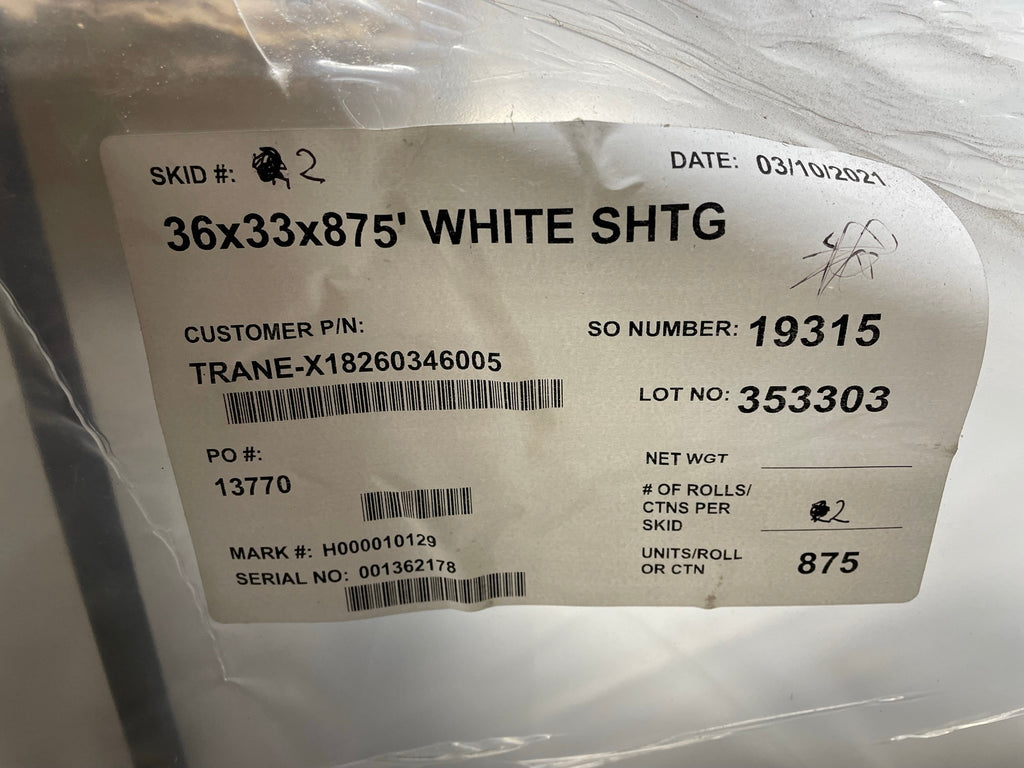 SKID #: 2
DATE: 03/10/2021
36x33x875' WHITE SHTG
CUSTOMER P/N:
TRANE-X18260346005
SO NUMBER: 19315
LOT NO: 353303
PO #:
13770
NET WGT
# OF ROLLS/
CTNS PER
SKID
2
MARK #: H000010129
SERIAL NO: 001362178
UNITS/ROLL
OR CTN
875